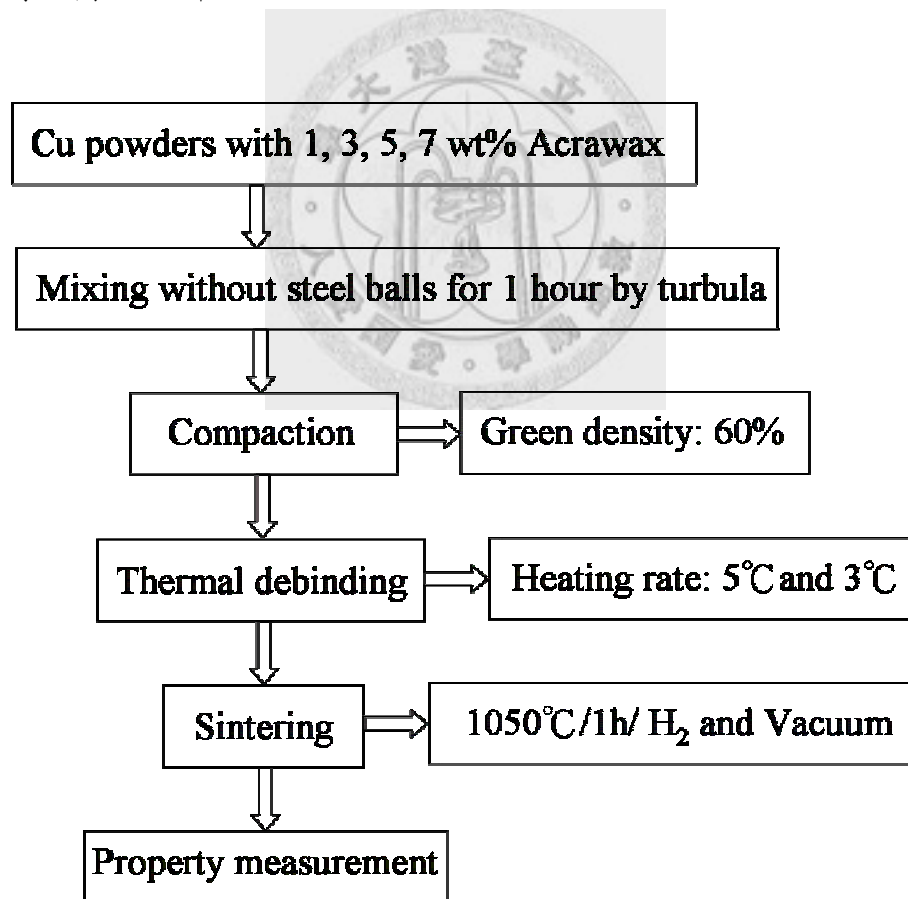 Cu powders with 1, 3, 5, 7 wt% Acrawax
Mixing without steel balls for 1 hour by turbula
Compaction
Green density: 60%
Thermal debinding
Heating rate: 5℃ and 3℃
Sintering
1050℃/1h/ H₂ and Vacuum
Property measurement